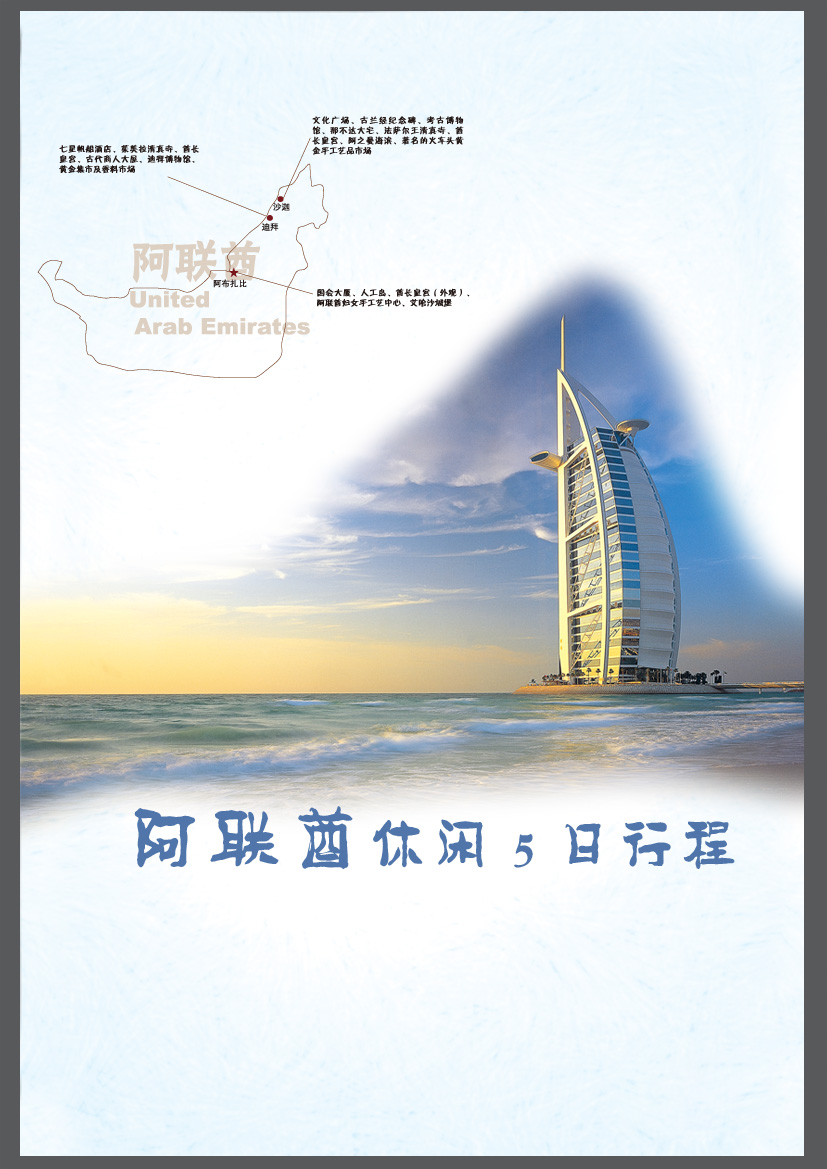 文化广场、古兰经纪念碑、考古博物
馆、那不达大宅、法萨尔王清真寺、酋
长皇宫、阿之曼海滨、著名的火车头黄
金手工艺品市场
七星帆船酒店、茱美拉清真寺、酋长
皇宫、古代商人大屋、迪拜博物馆、
黄金集市及香料市场
沙迦
迪拜
阿联酋
阿布扎比
United
Arab Emirates
国会大厦、人工岛、酋长皇宫（外观）、
阿联酋妇女手工艺中心、艾哈沙城堡
阿联酋休闲5日行程